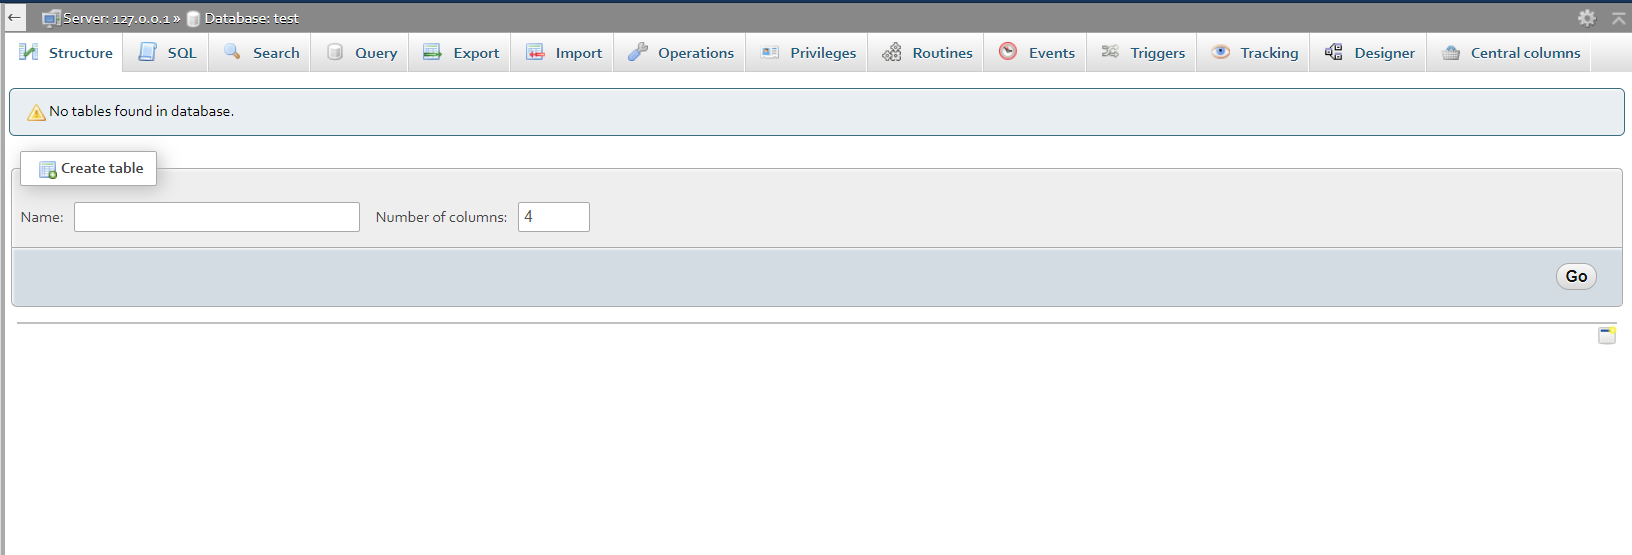 ← Server: 127.0.0.1 » Database: test
Structure SQL Search Query Export Import Operations Privileges Routines Events Triggers Tracking Designer Central columns
No tables found in database.
Create table
Name: Number of columns: 4
Go